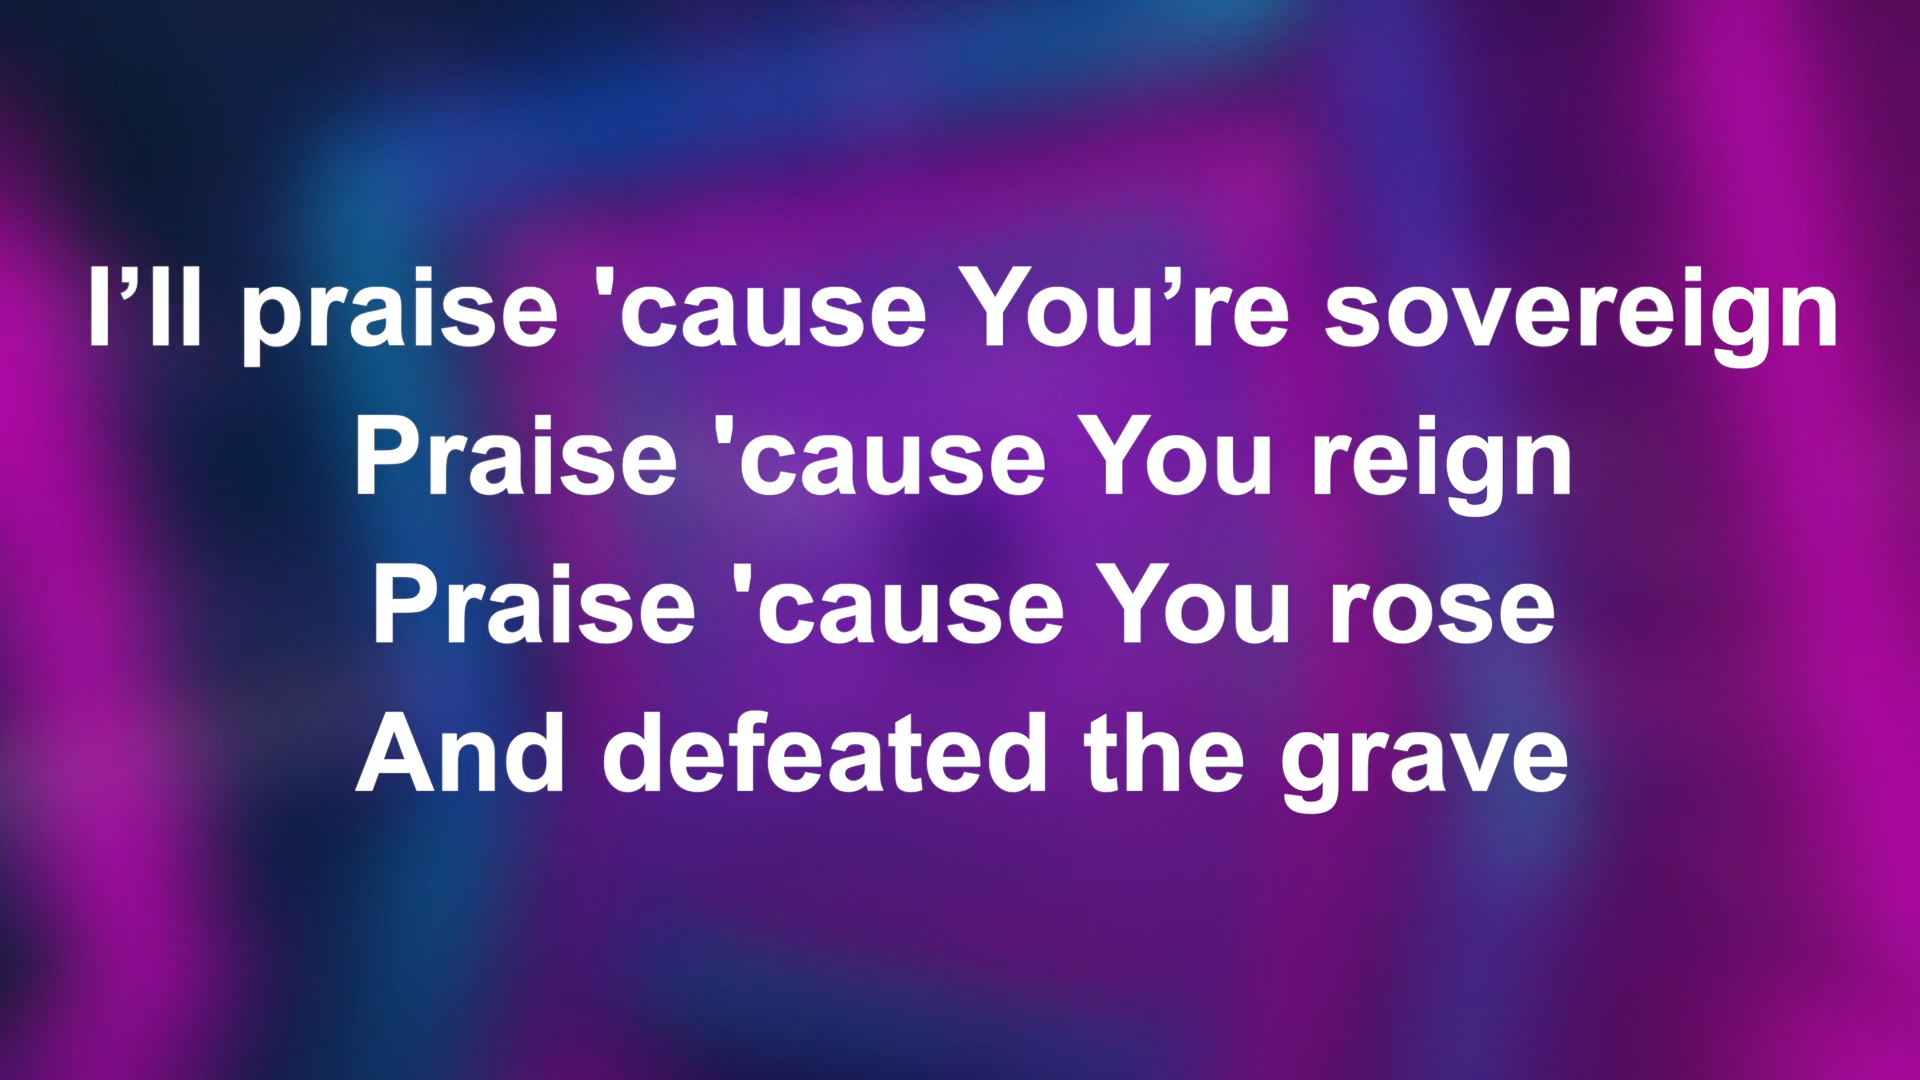 I’ll praise 'cause You’re sovereign
Praise 'cause You reign
Praise 'cause You rose
And defeated the grave